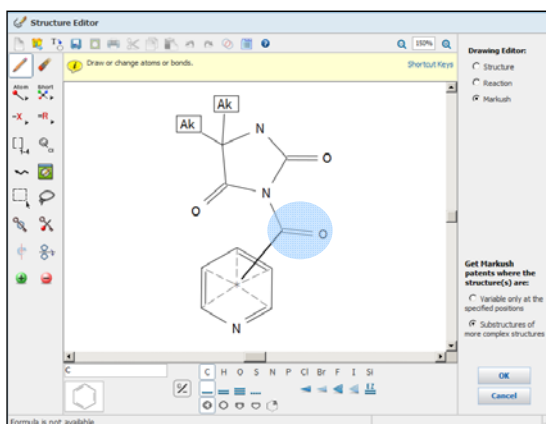 Structure Editor
150%
Draw or change atoms or bonds.
Shortcut Keys
Drawing Editor:
Structure
Reaction
Markush
Atom
Short
-X
=R
Ak
Ak
N
O
N
O
O
N
Get Markush
patents where the
structure(s) are:
Variable only at the
specified positions
Substructures of
more complex structures
C
C H O S N P Cl Br F I Si
OK
Cancel
Formula is not available